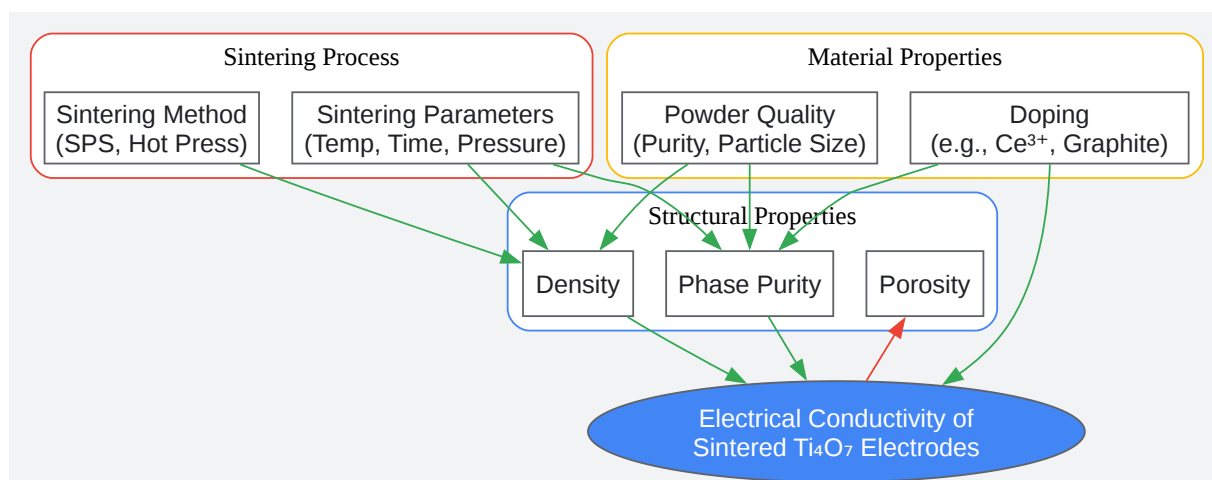 Sintering Process
Material Properties
Sintering Method
(SPS, Hot Press)
Sintering Parameters
(Temp, Time, Pressure)
Powder Quality
(Purity, Particle Size)
Doping
(e.g., Ce³⁺, Graphite)
Structural Properties
Density
Phase Purity
Porosity
Electrical Conductivity of
Sintered Ti₄O₇ Electrodes